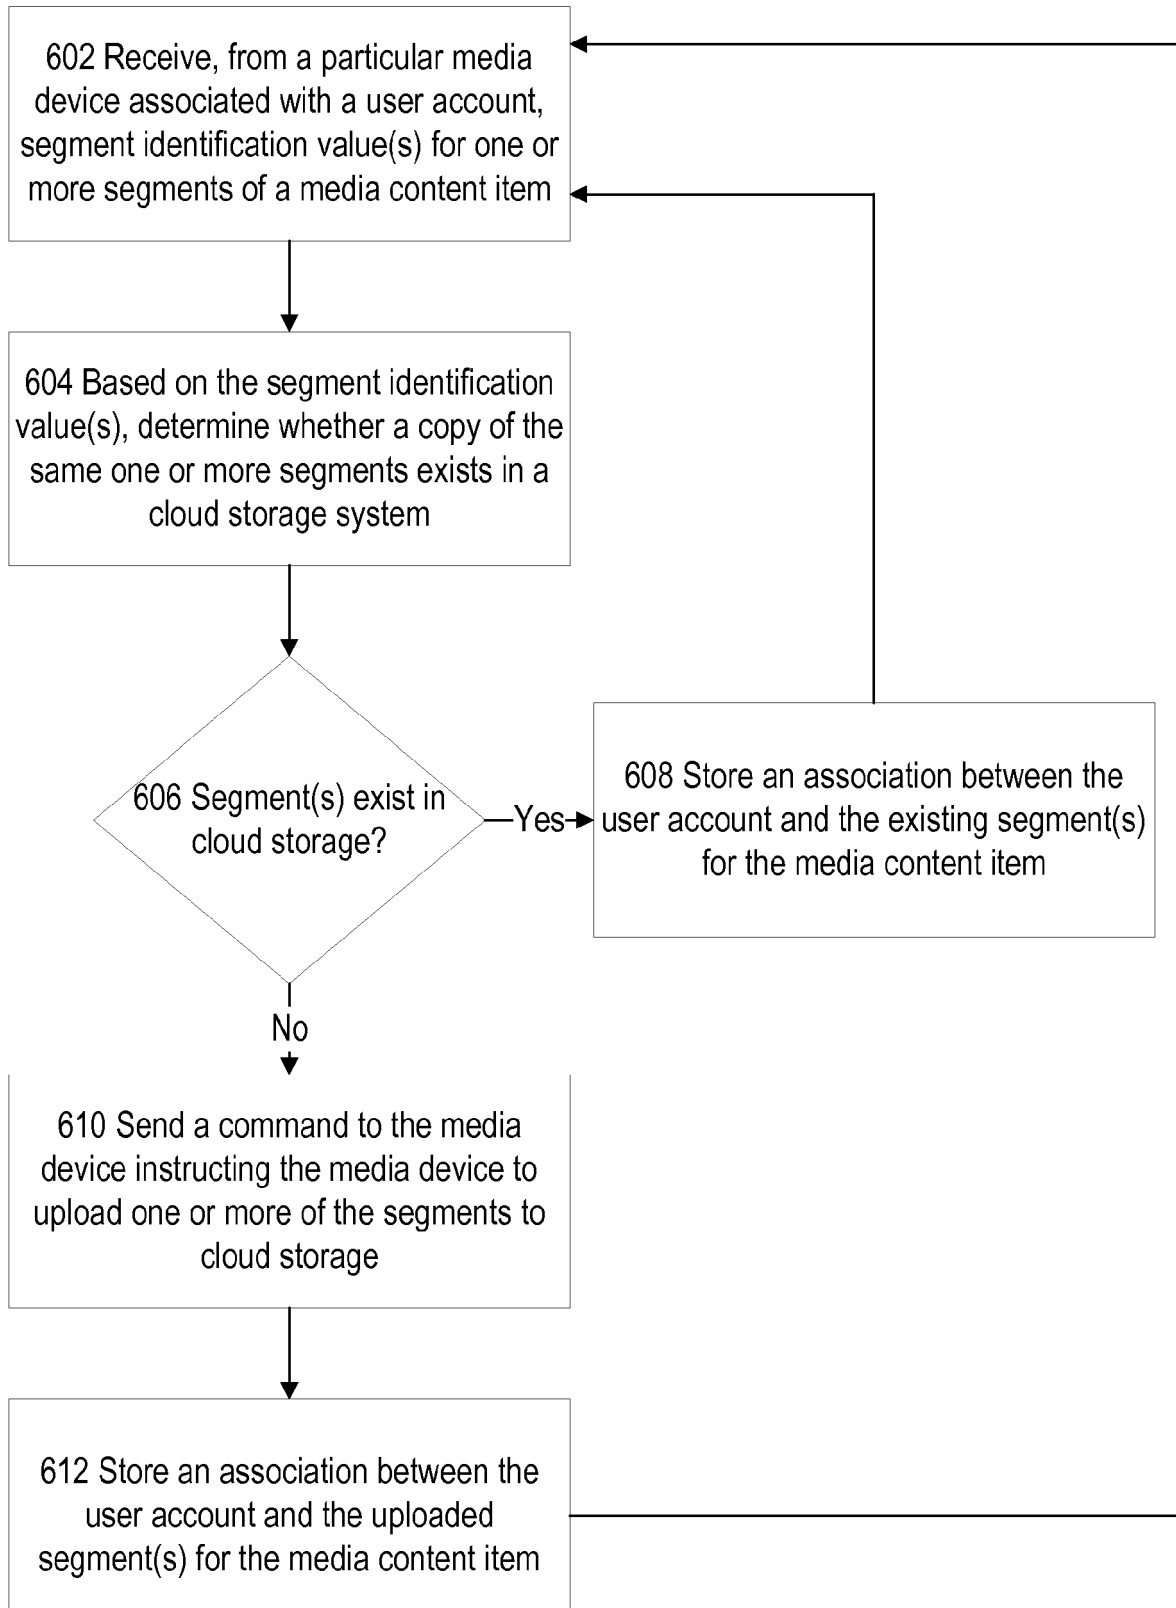 602 Receive, from a particular media
device associated with a user account,
segment identification value(s) for one or
more segments of a media content item
604 Based on the segment identification
value(s), determine whether a copy of the
same one or more segments exists in a
cloud storage system
606 Segment(s) exist in
cloud storage?
Yes
608 Store an association between the
user account and the existing segment(s)
for the media content item
No
610 Send a command to the media
device instructing the media device to
upload one or more of the segments to
cloud storage
612 Store an association between the
user account and the uploaded
segment(s) for the media content item